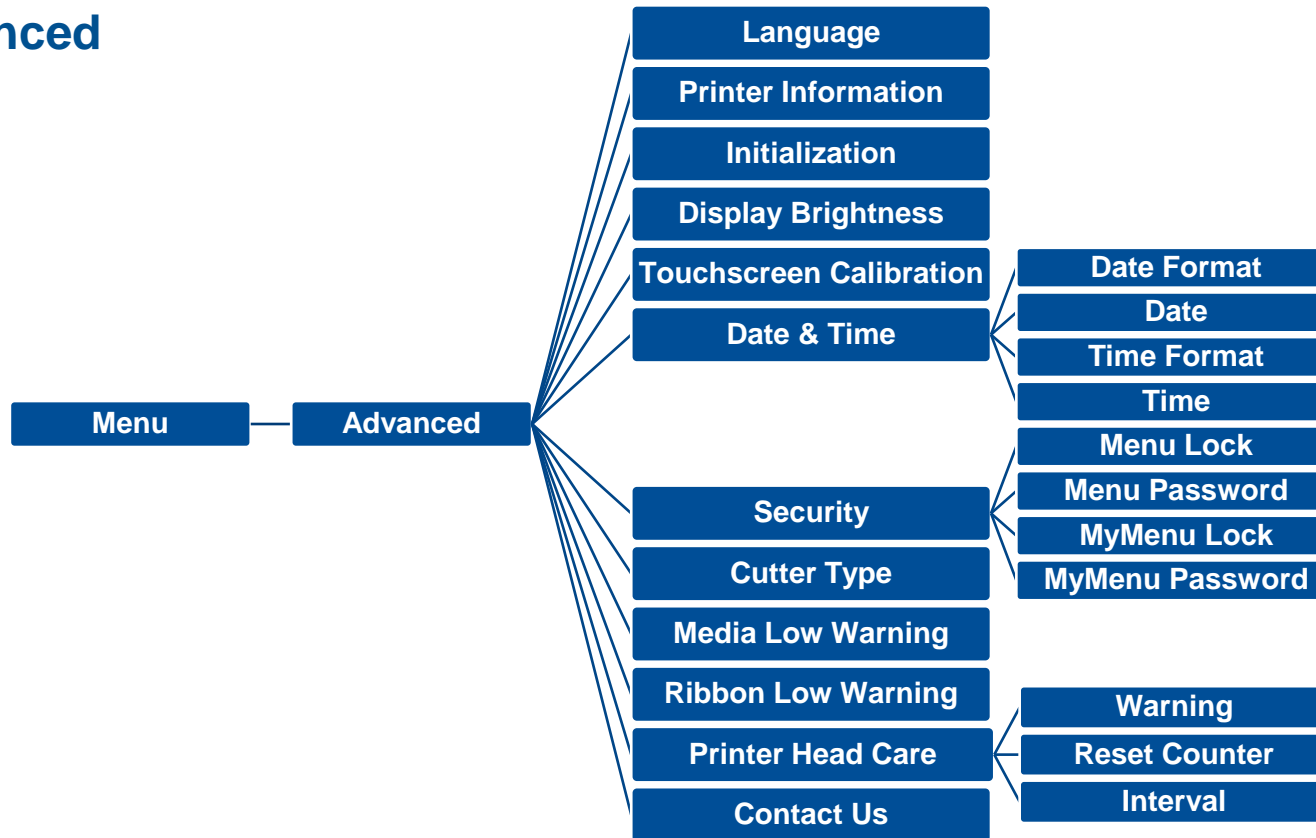 Language
Printer Information
Initialization
Display Brightness
Touchscreen Calibration
Date & Time
Date Format
Date
Time Format
Time
Menu
Advanced
Security
Menu Lock
Menu Password
MyMenu Lock
MyMenu Password
Cutter Type
Media Low Warning
Ribbon Low Warning
Printer Head Care
Warning
Reset Counter
Interval
Contact Us